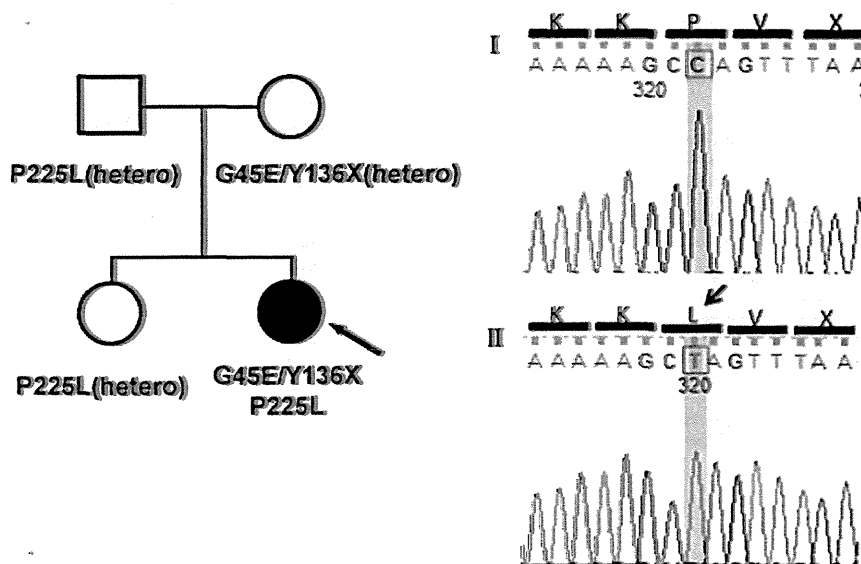 P225L(hetero)
G45E/Y136X(hetero)
P225L(hetero)
G45E/Y136X
P225L
I
K K P V X
A A A A A G C C A G T T T A A
320
II
K K L V X
A A A A A G C T A G T T T A A
320